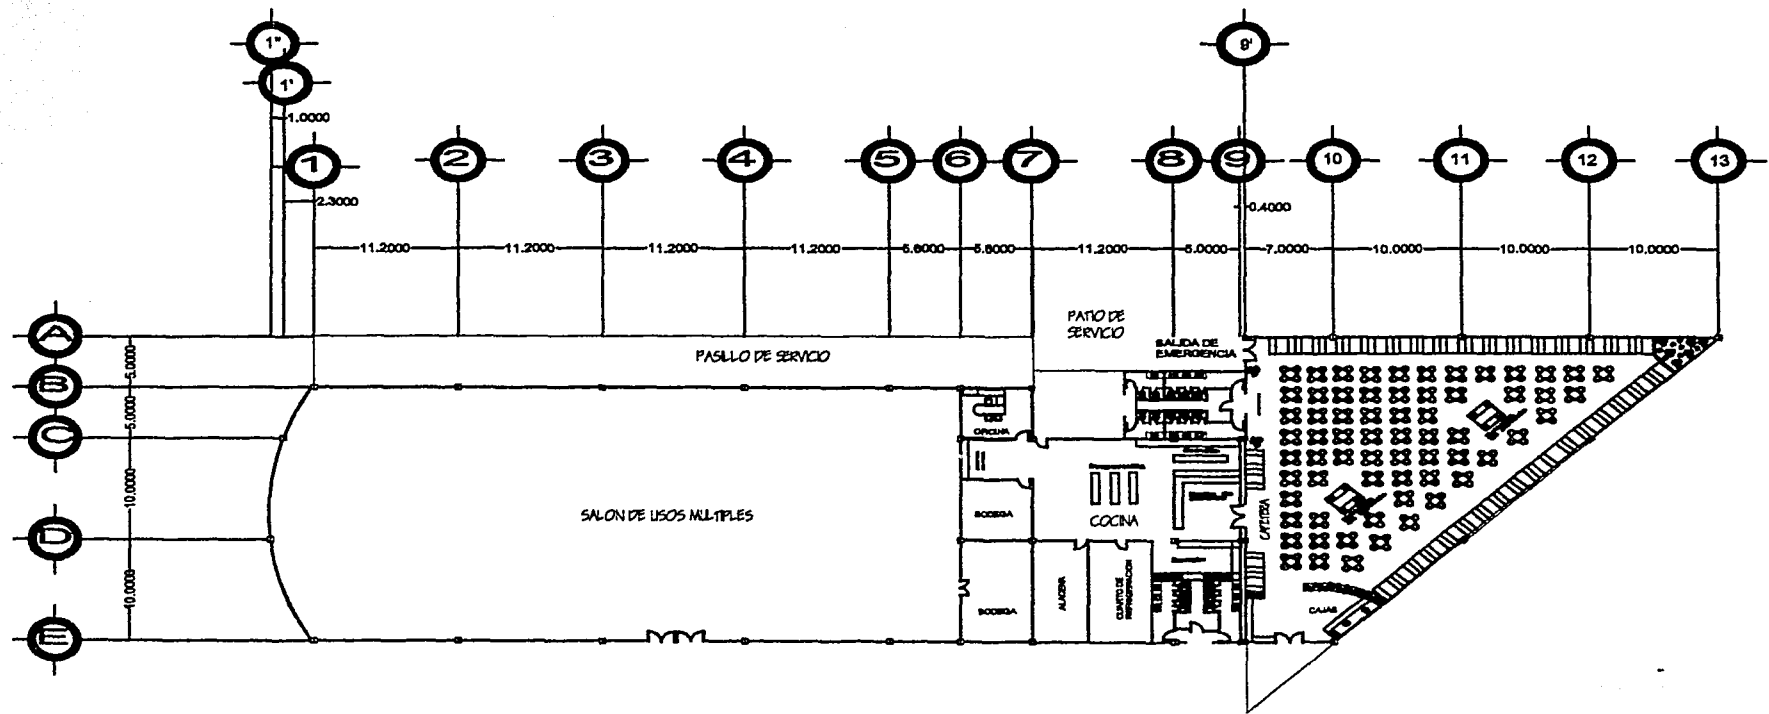 1"
9'
1'
1.0000
1
2
3
4
5
6
7
8
9
10
11
12
13
2.3000
0.4000
11.2000
11.2000
11.2000
11.2000
5.6000
5.6000
11.2000
5.0000
7.0000
10.0000
10.0000
10.0000
A
B
C
D
E
5.0000
5.0000
10.0000
10.0000
PATIO DE
SERVICIO
SALIDA DE
EMERGENCIA
PASILLO DE SERVICIO
OFICINA
SALON DE USOS MULTIPLES
BODEGA
COCINA
CAFETERIA
BODEGA
ALACENA
CUARTO DE
REFRIGERACION
CAJAS